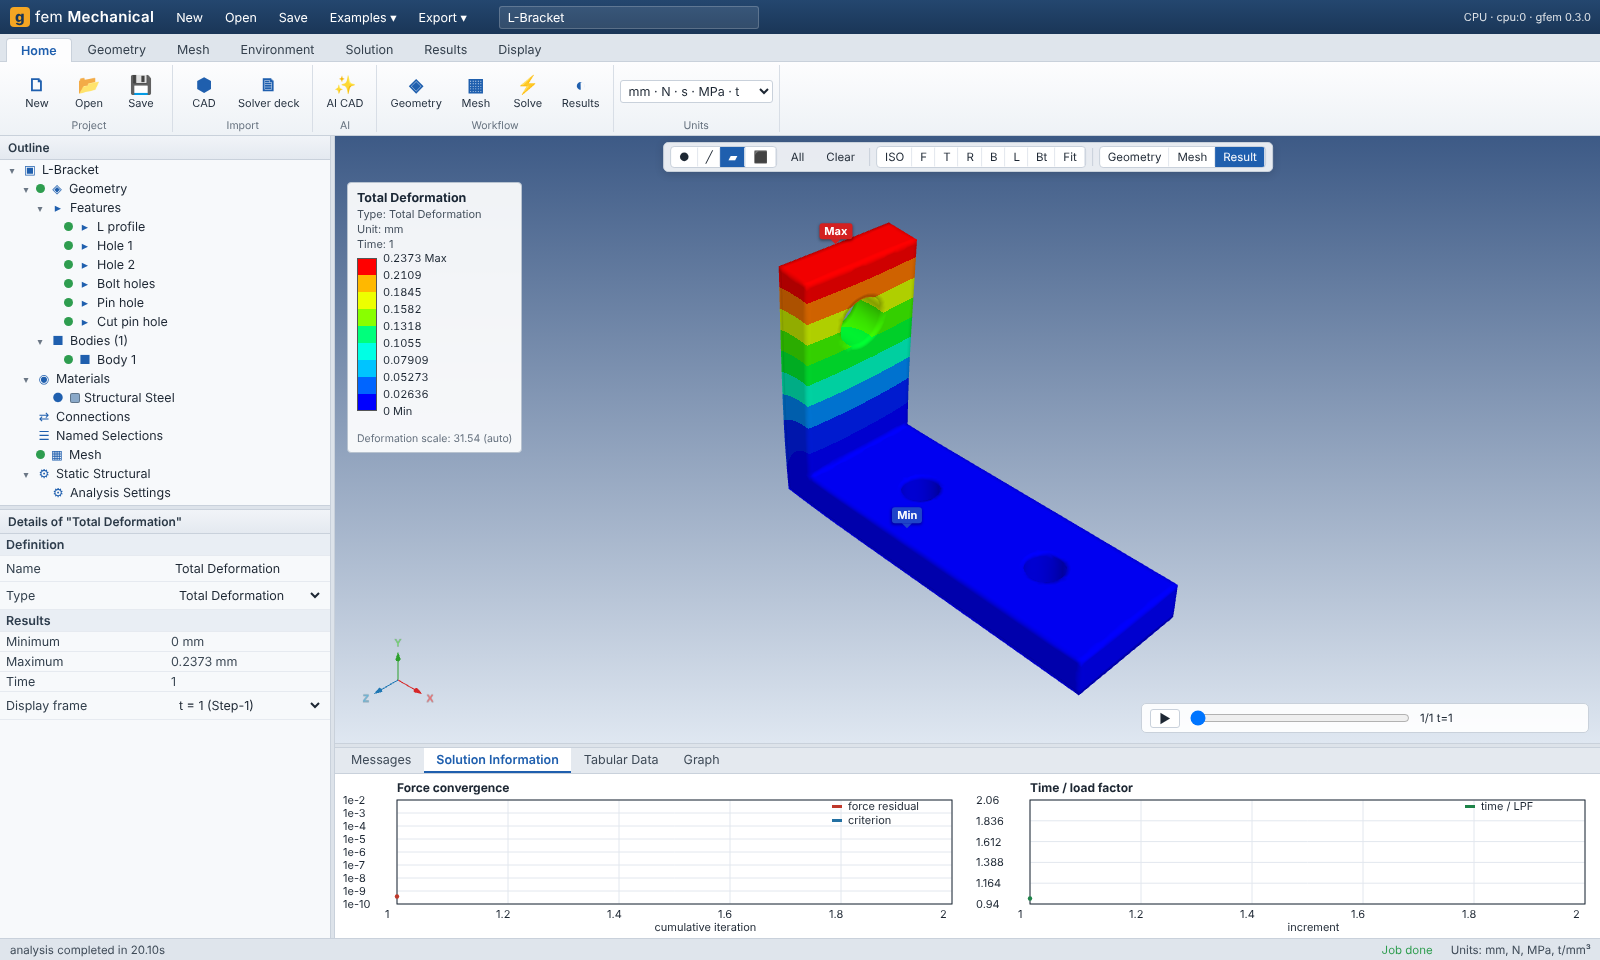 g fem Mechanical New Open Save Examples ▾ Export ▾ L-Bracket CPU · cpu:0 · gfem 0.3.0
Home Geometry Mesh Environment Solution Results Display
New Open Save CAD Solver deck AI CAD Geometry Mesh Solve Results mm · N · s · MPa · t
Project Import AI Workflow Units
Outline
L-Bracket
Geometry
Features
L profile
Hole 1
Hole 2
Bolt holes
Pin hole
Cut pin hole
Bodies (1)
Body 1
Materials
Structural Steel
Connections
Named Selections
Mesh
Static Structural
Analysis Settings
Details of "Total Deformation"
Definition
Name Total Deformation
Type Total Deformation
Results
Minimum 0 mm
Maximum 0.2373 mm
Time 1
Display frame t = 1 (Step-1)
All Clear ISO F T R B L Bt Fit Geometry Mesh Result
Total Deformation
Type: Total Deformation
Unit: mm
Time: 1
0.2373 Max
0.2109
0.1845
0.1582
0.1318
0.1055
0.07909
0.05273
0.02636
0 Min
Deformation scale: 31.54 (auto)
Max
Min
Y
Z X
1/1 t=1
Messages Solution Information Tabular Data Graph
Force convergence
1e-2
1e-3
1e-4
1e-5
1e-6
1e-7
1e-8
1e-9
1e-10
force residual
criterion
1 1.2 1.4 1.6 1.8 2
cumulative iteration
Time / load factor
2.06
1.836
1.612
1.388
1.164
0.94
time / LPF
1 1.2 1.4 1.6 1.8 2
increment
analysis completed in 20.10s Job done Units: mm, N, MPa, t/mm³